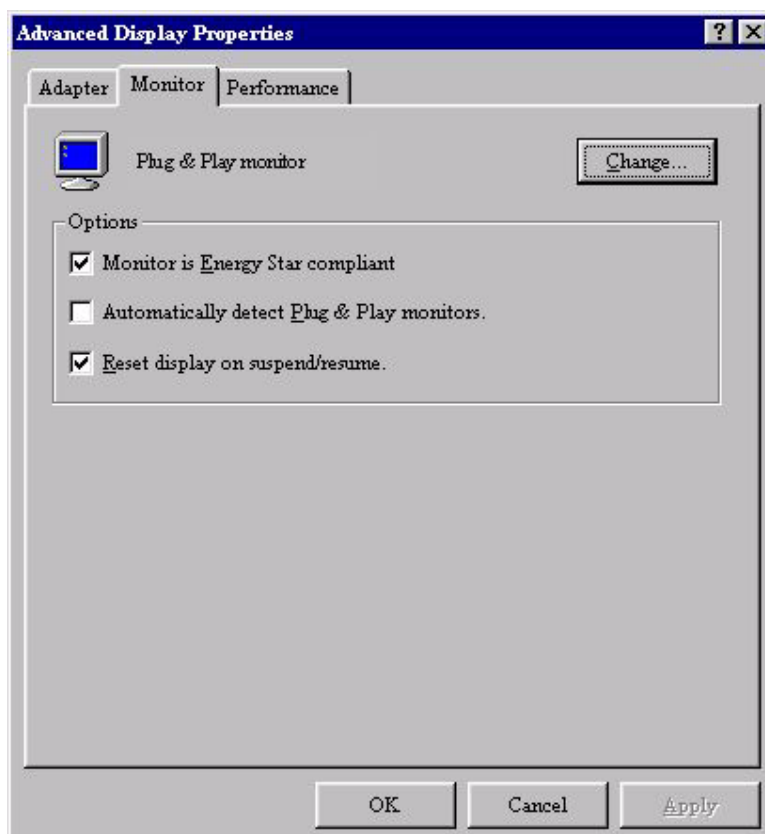 Advanced Display Properties
Adapter Monitor Performance
Plug & Play monitor
Change...
Options
Monitor is Energy Star compliant
Automatically detect Plug & Play monitors.
Reset display on suspend/resume.
OK Cancel Apply